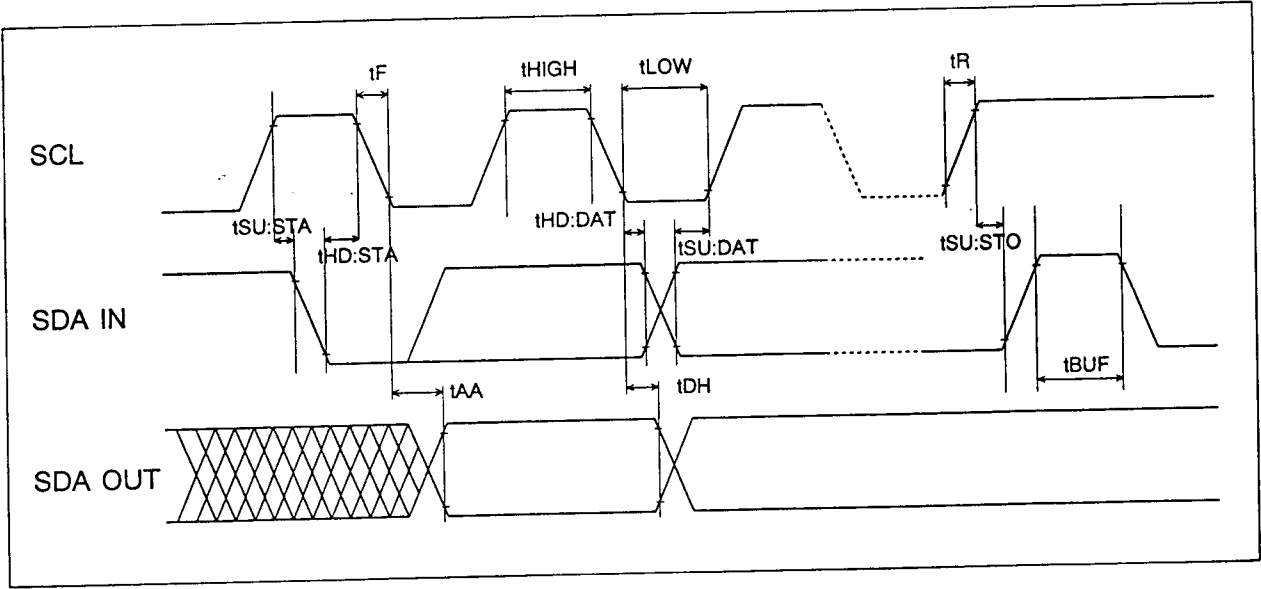 tF
tHIGH
tLOW
tR
SCL
tSU:STA
tHD:STA
tHD:DAT
tSU:DAT
tSU:STO
SDA IN
tBUF
tAA
tDH
SDA OUT